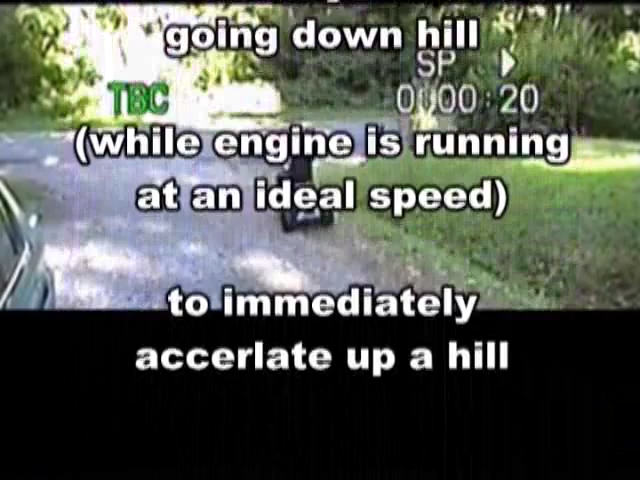 going down hill
SP
TBC
0:00:20
(while engine is running
at an ideal speed)
to immediately
accerlate up a hill